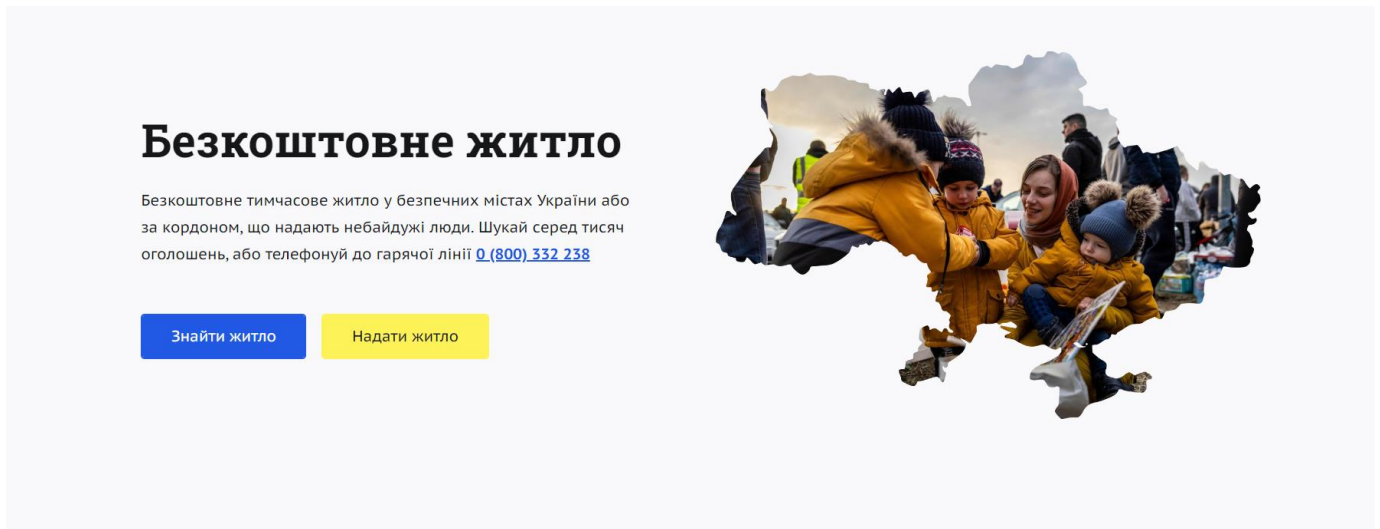 Безкоштовне житло
Безкоштовне тимчасове житло у безпечних містах України або
за кордоном, що надають небайдужі люди. Шукай серед тисяч
оголошень, або телефонуй до гарячої лінії 0 (800) 332 238
Знайти житло
Надати житло